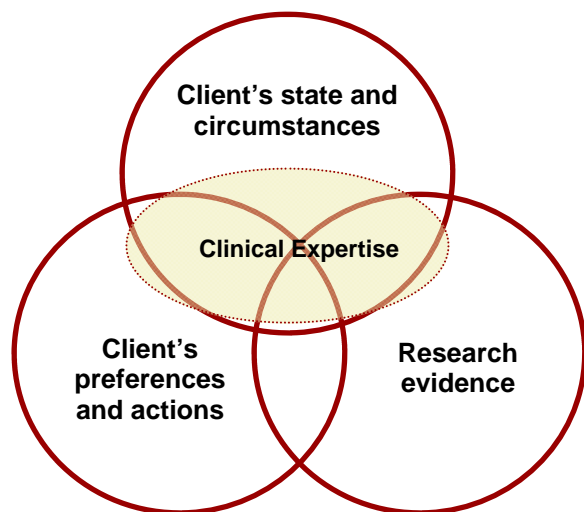 Client’s state and
circumstances
Clinical Expertise
Client’s
preferences
and actions
Research
evidence